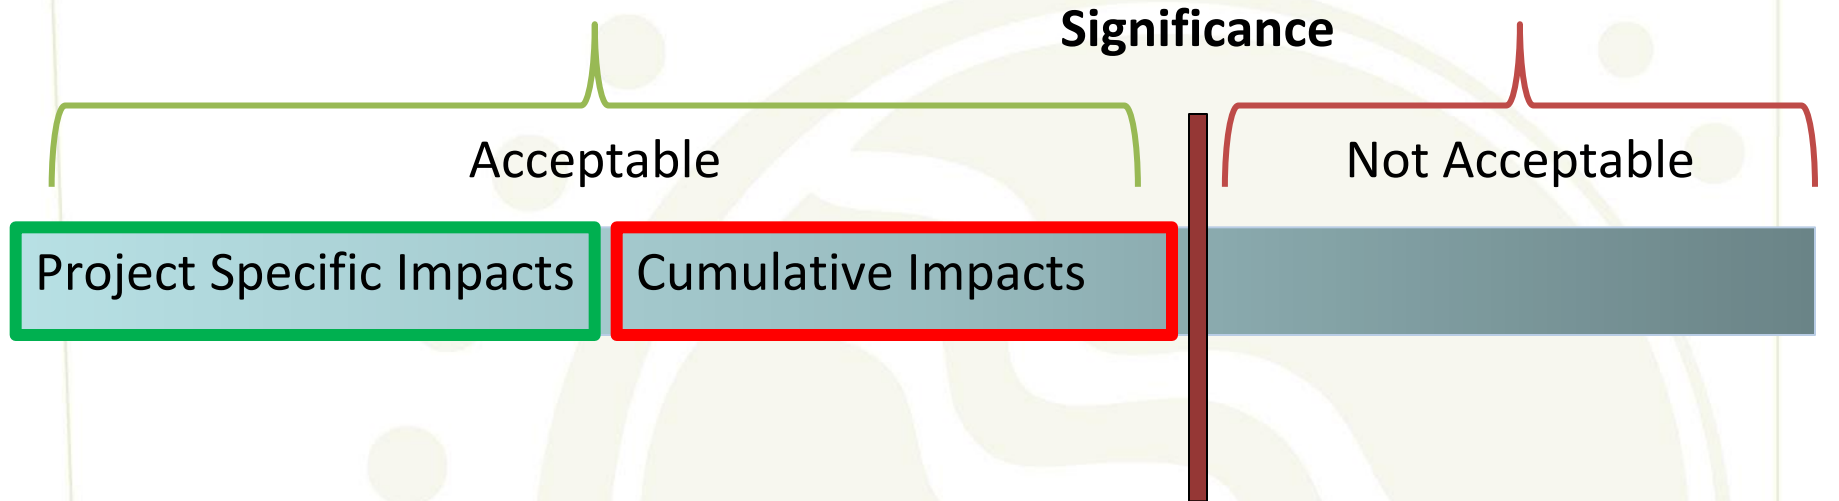 Significance
Acceptable
Not Acceptable
Project Specific Impacts
Cumulative Impacts